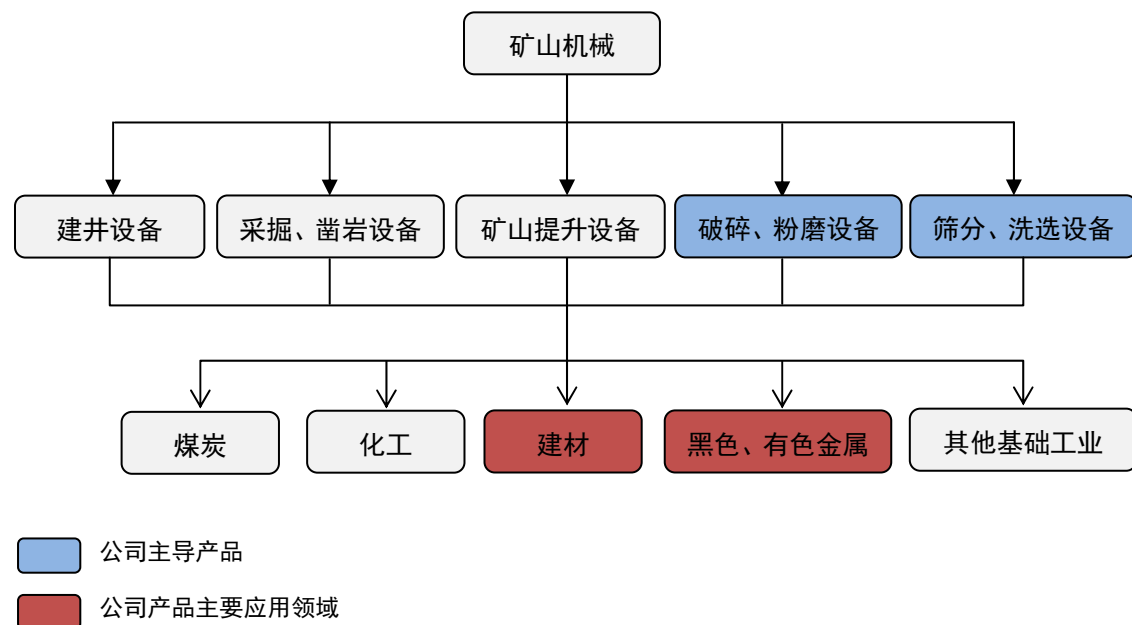 矿山机械
建井设备
采掘、凿岩设备
矿山提升设备
破碎、粉磨设备
筛分、洗选设备
煤炭
化工
建材
黑色、有色金属
其他基础工业
公司主导产品
公司产品主要应用领域